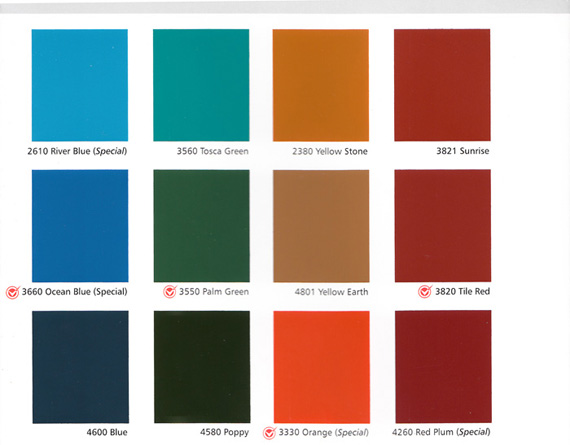 2610 River Blue (Special)
3560 Tosca Green
2380 Yellow Stone
3821 Sunrise
3660 Ocean Blue (Special)
3550 Palm Green
4801 Yellow Earth
3820 Tile Red
4600 Blue
4580 Poppy
3330 Orange (Special)
4260 Red Plum (Special)